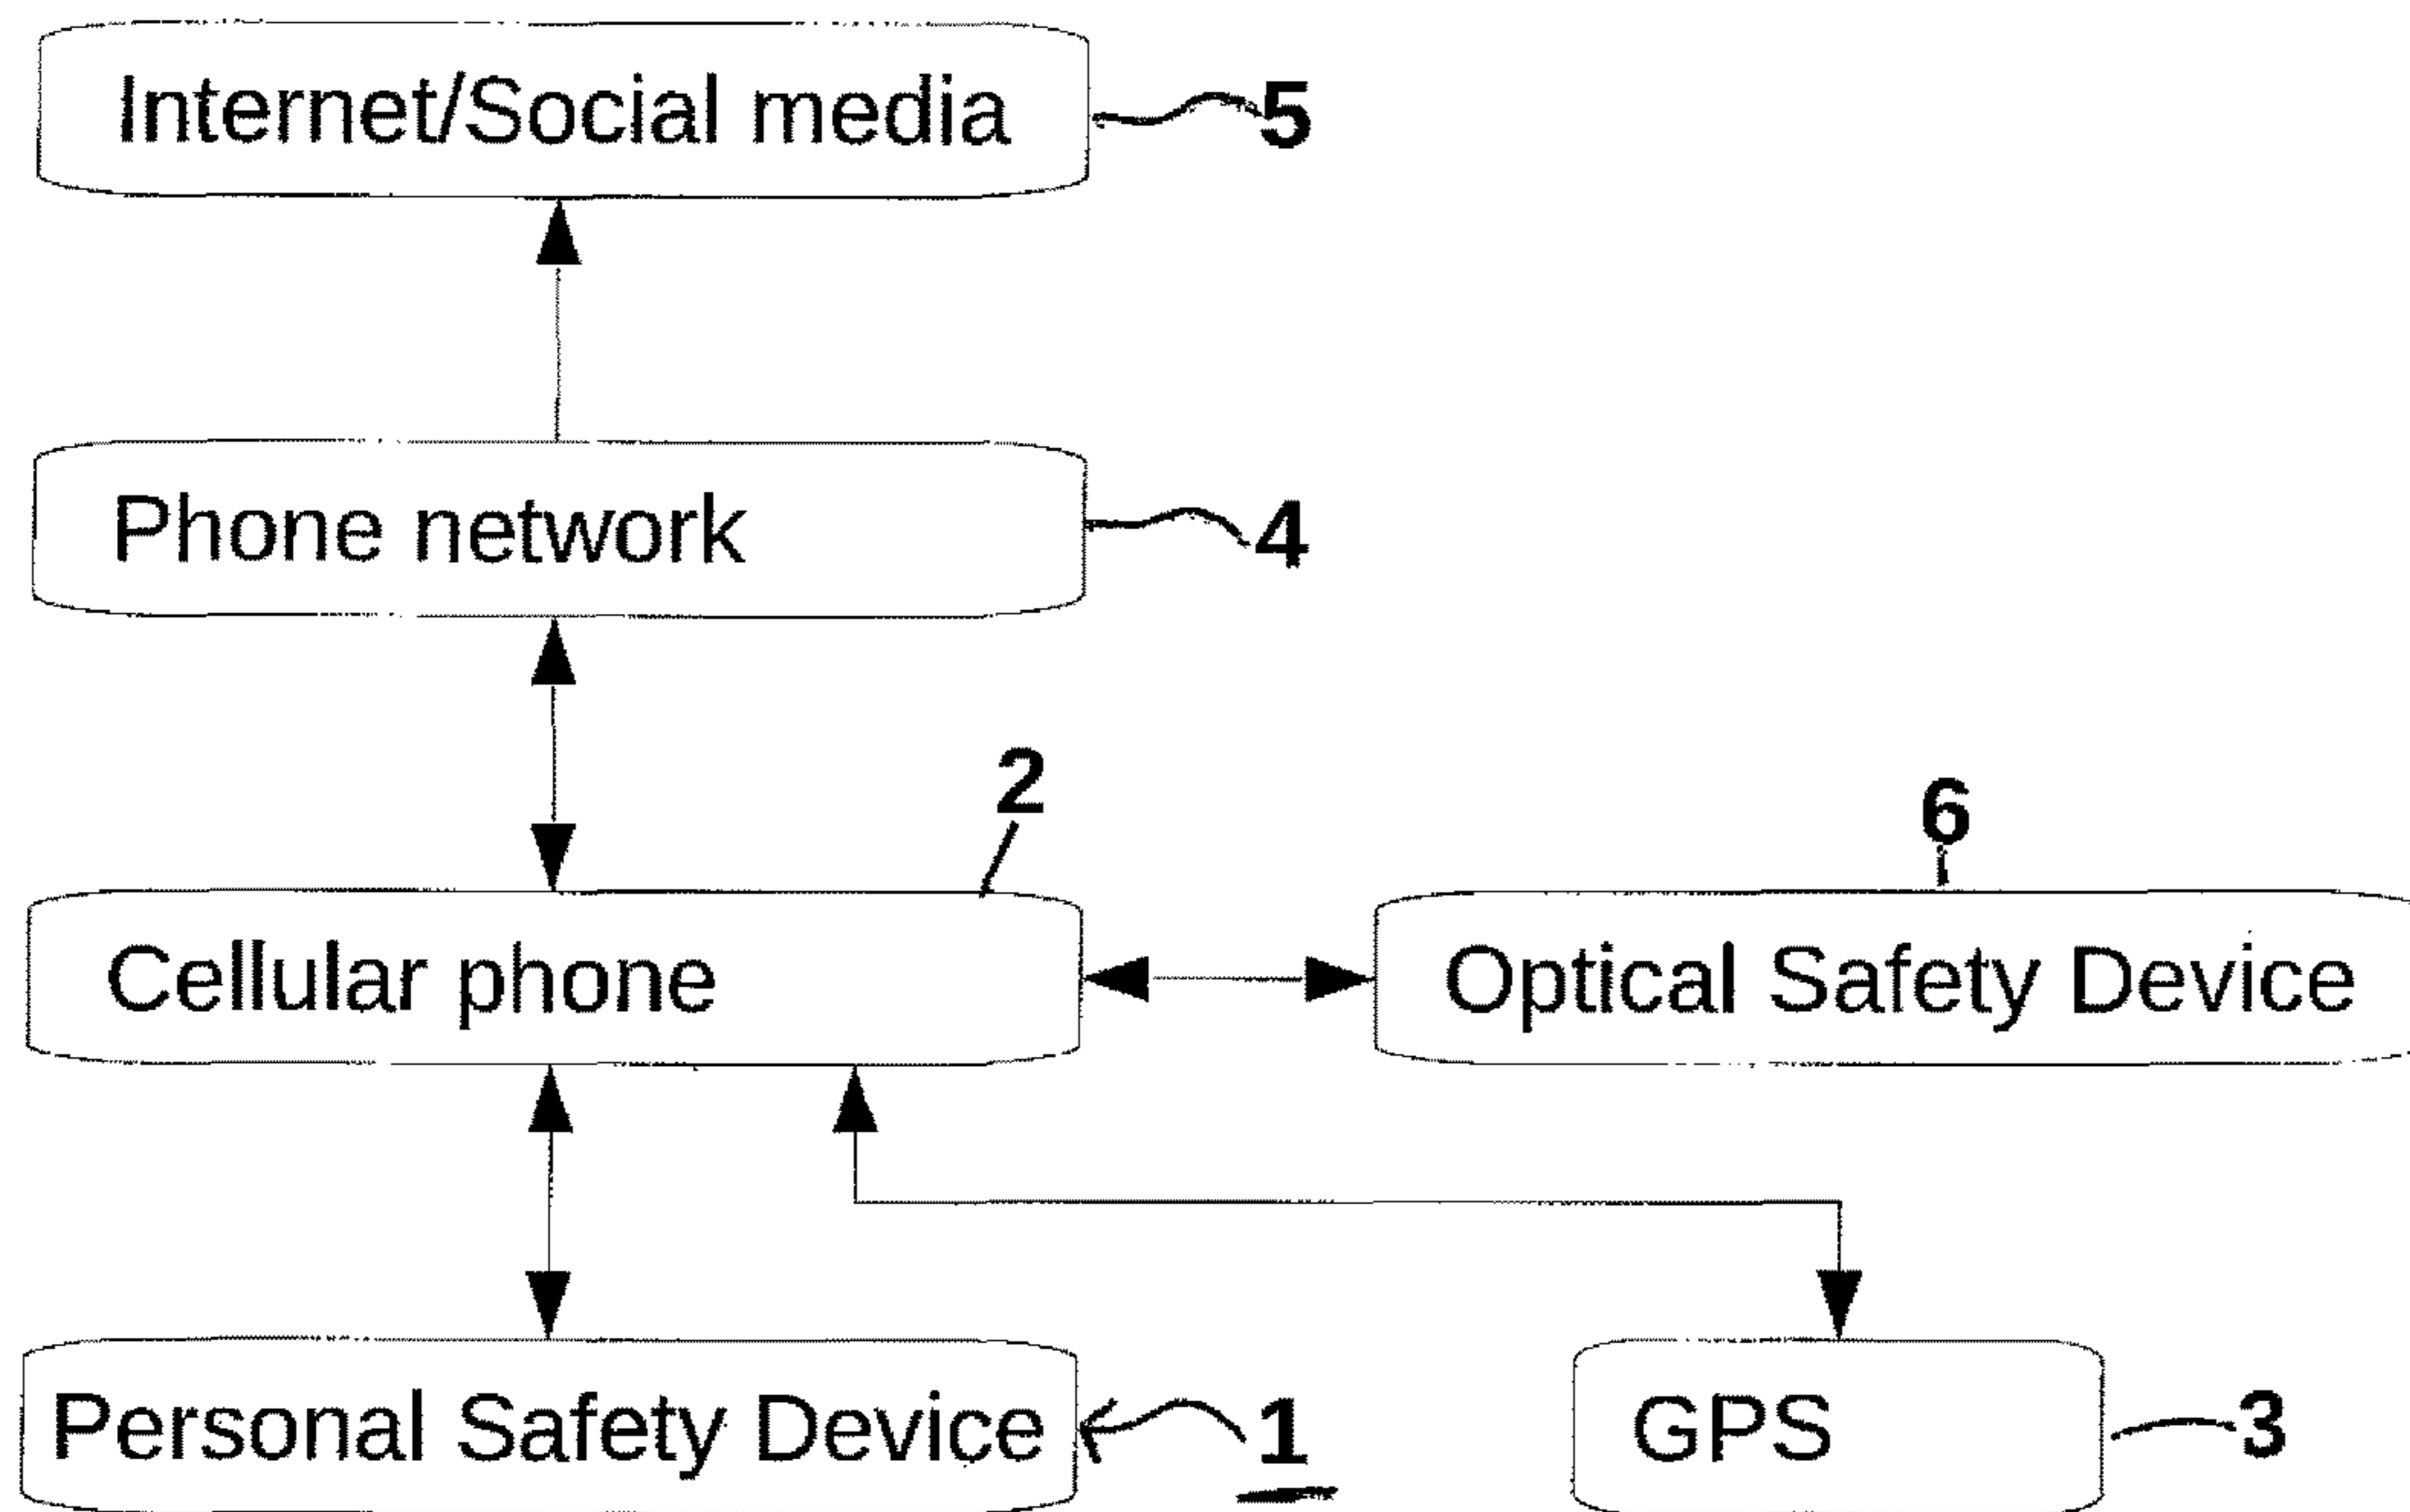 Internet/Social media
5
Phone network
4
2
6
Cellular phone
Optical Safety Device
Personal Safety Device
1
GPS
3